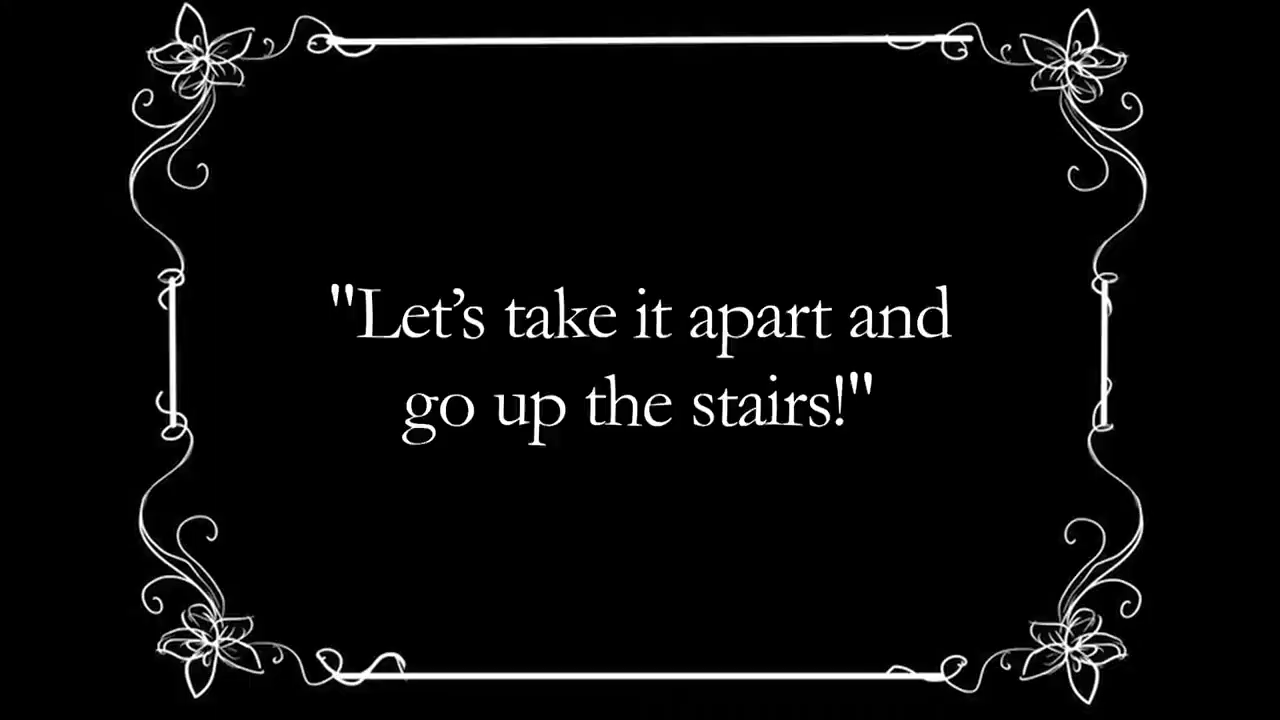 "Let’s take it apart and
go up the stairs!"